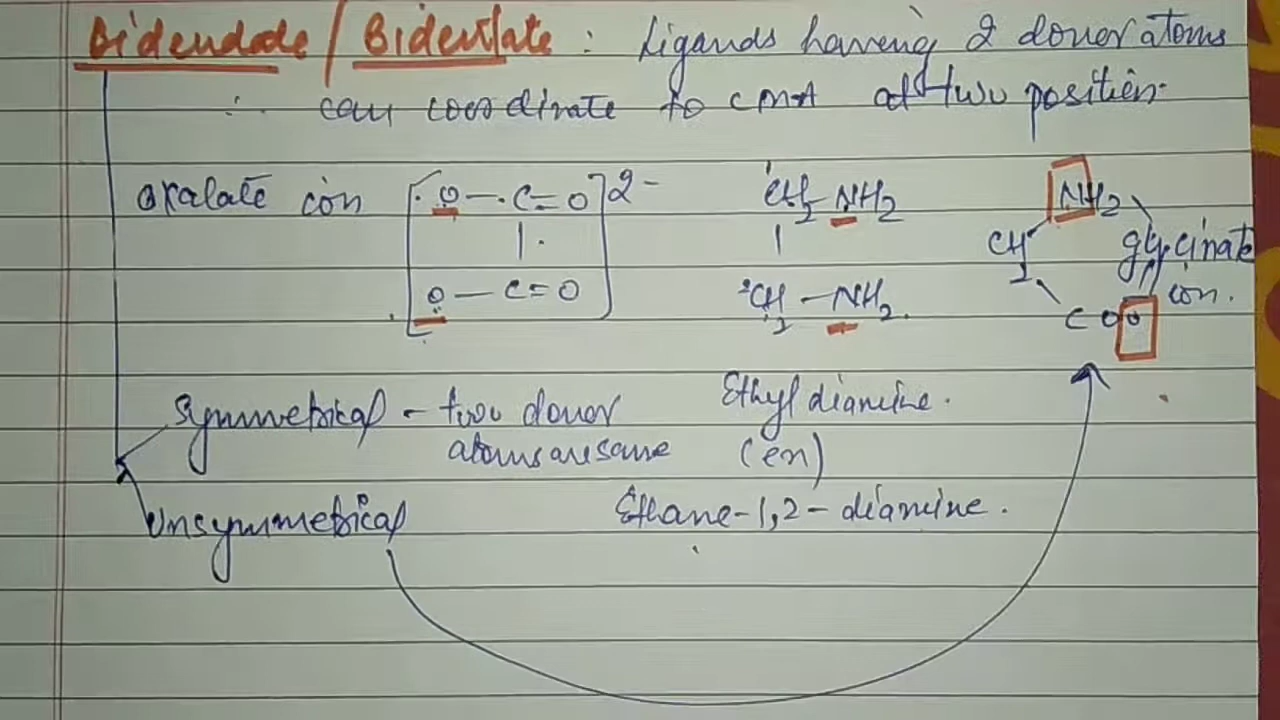 Didendade / Bidentate : Ligands having 2 donor atoms
∴ can coordinate to CMA at two position.
oxalate ion [:O — C = O]2-
|
O — C = O
CH2 — NH2
|
CH2 — NH2.
Ethyl diamine.
(en)
Ethane-1,2-diamine.
NH2
CH2
COO
glycinate
ion.
Symmetrical - two donor
atoms are same
Unsymmetrical